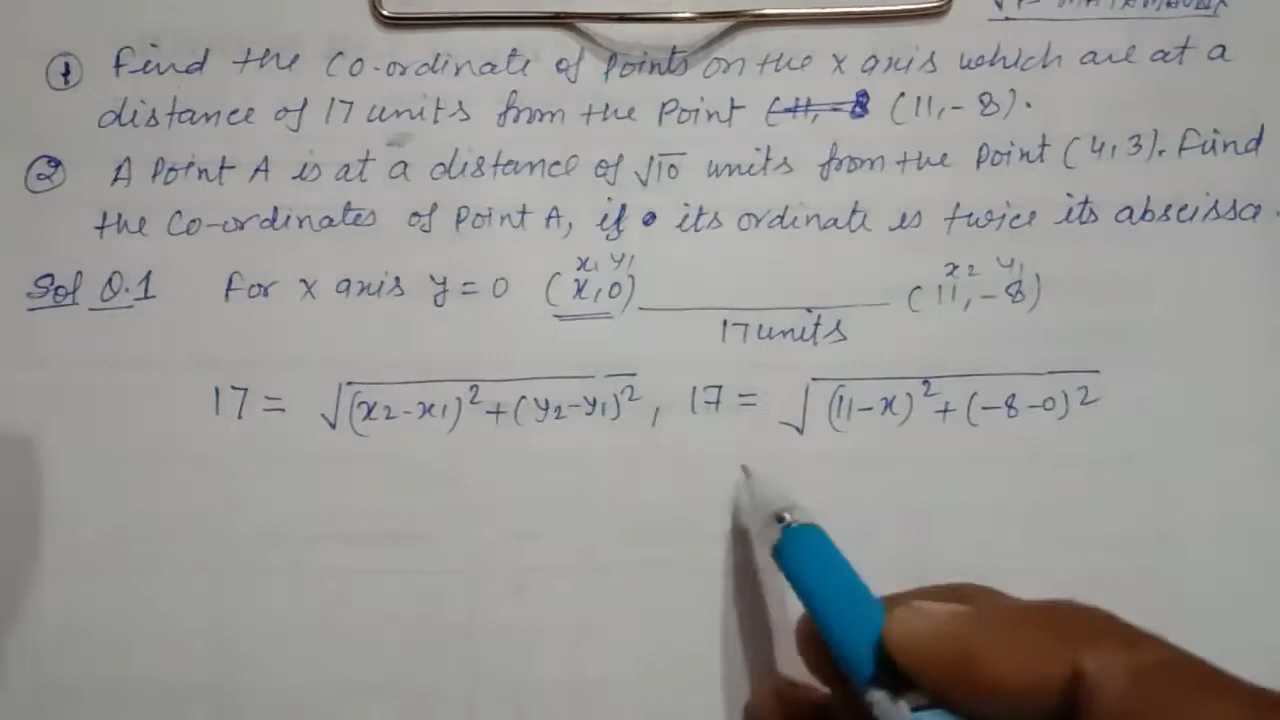 ① Find the Co-ordinate of Points on the x axis which are at a
distance of 17 units from the Point (11, -8).
② A Point A is at a distance of √10 units from the Point (4,3). Find
the Co-ordinates of Point A, if its ordinate is twice its abscissa.
x₁ y₁ x₂ y₁
Sol Q.1 For x axis y = 0 (x,0) (11, -8)
17 units
17 = √(x₂-x₁)²+(y₂-y₁)², 17 = √(11-x)²+(-8-0)²